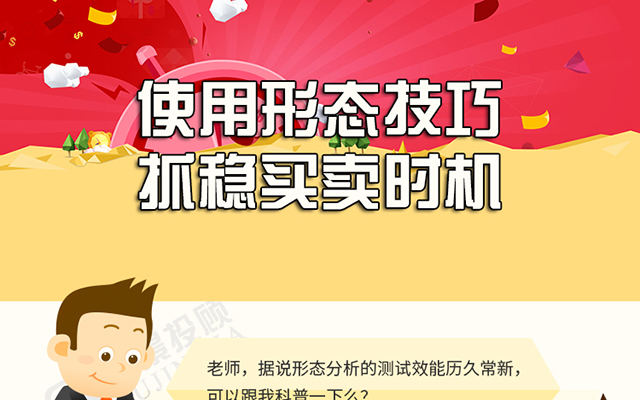 使用形态技巧
抓稳买卖时机
老师，据说形态分析的测试效能历久常新，
可以跟我科普一下么？